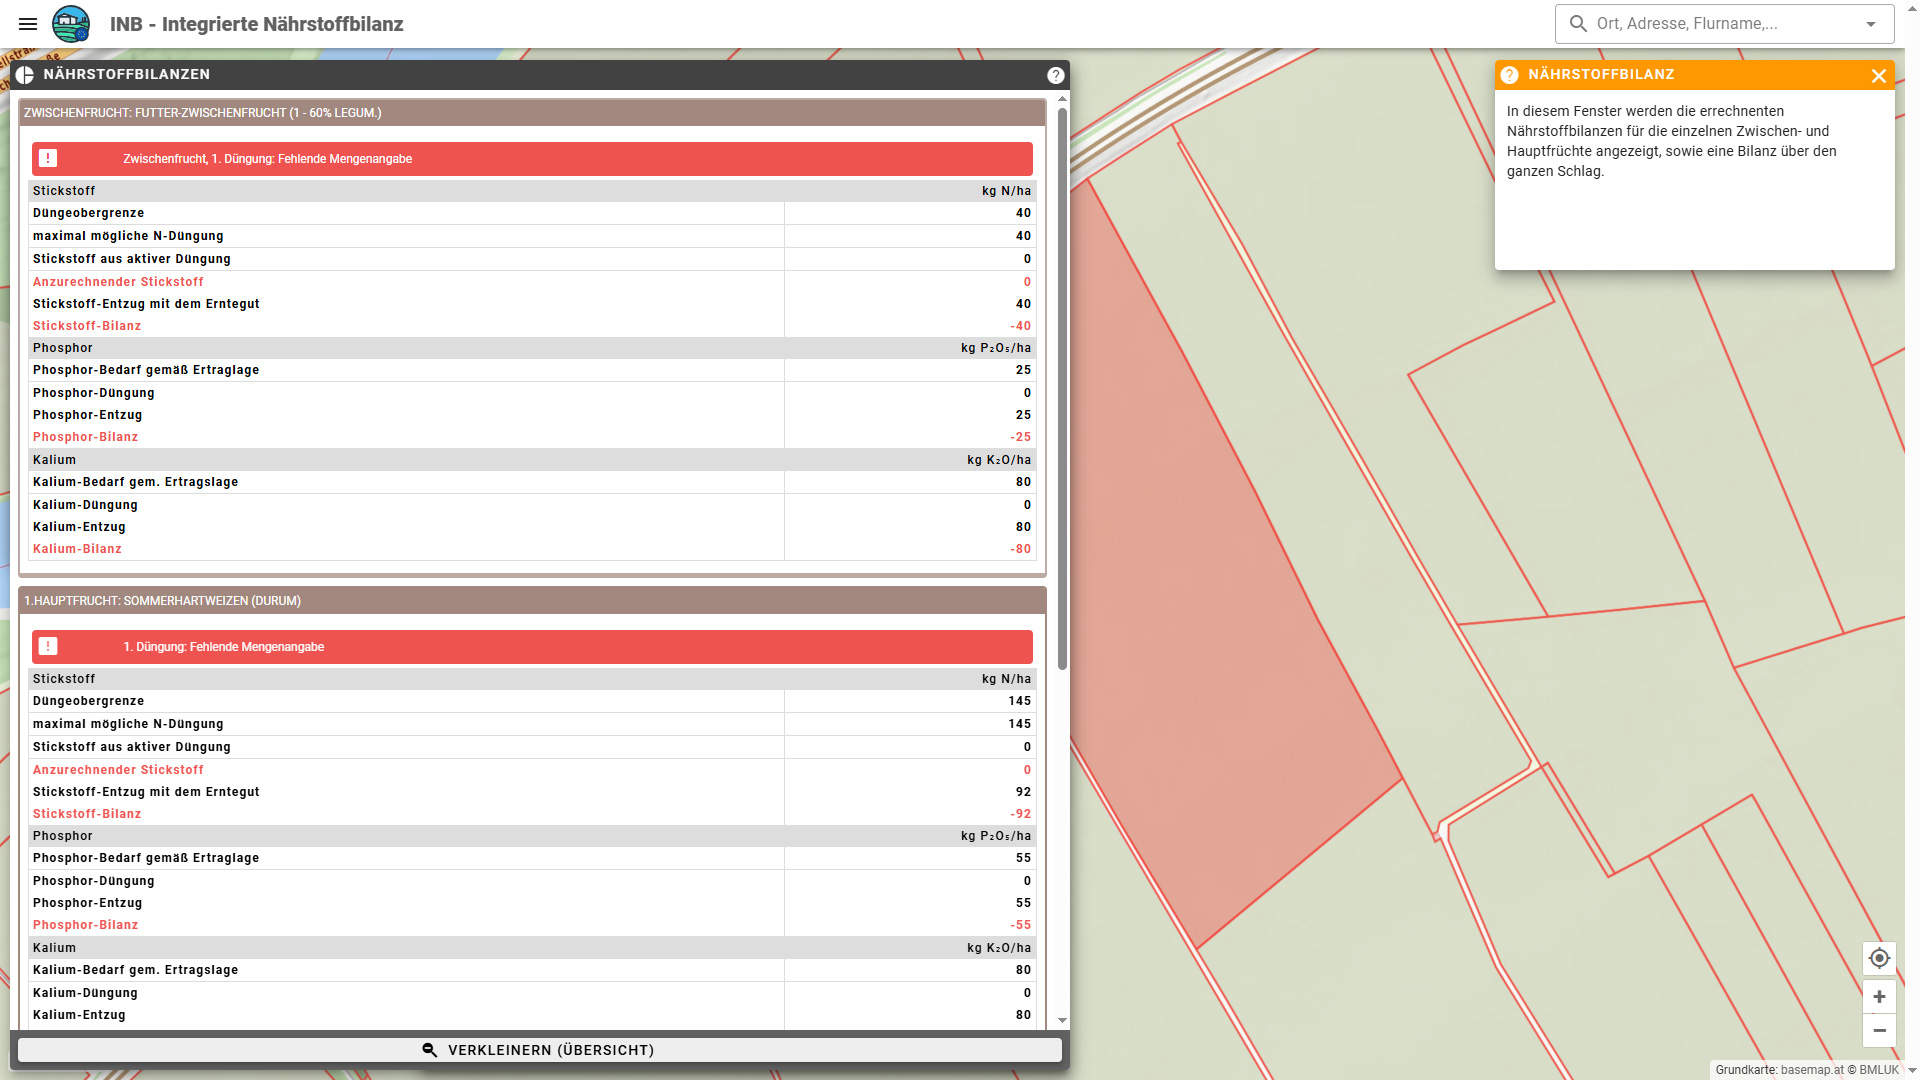 INB - Integrierte Nährstoffbilanz
Ort, Adresse, Flurname,...
NÄHRSTOFFBILANZEN
?
ZWISCHENFRUCHT: FUTTER-ZWISCHENFRUCHT (1 - 60% LEGUM.)
! Zwischenfrucht, 1. Düngung: Fehlende Mengenangabe
Stickstoff kg N/ha
Düngeobergrenze 40
maximal mögliche N-Düngung 40
Stickstoff aus aktiver Düngung 0
Anzurechnender Stickstoff 0
Stickstoff-Entzug mit dem Erntegut 40
Stickstoff-Bilanz -40
Phosphor kg P₂O₅/ha
Phosphor-Bedarf gemäß Ertraglage 25
Phosphor-Düngung 0
Phosphor-Entzug 25
Phosphor-Bilanz -25
Kalium kg K₂O/ha
Kalium-Bedarf gem. Ertragslage 80
Kalium-Düngung 0
Kalium-Entzug 80
Kalium-Bilanz -80
1.HAUPTFRUCHT: SOMMERHARTWEIZEN (DURUM)
! 1. Düngung: Fehlende Mengenangabe
Stickstoff kg N/ha
Düngeobergrenze 145
maximal mögliche N-Düngung 145
Stickstoff aus aktiver Düngung 0
Anzurechnender Stickstoff 0
Stickstoff-Entzug mit dem Erntegut 92
Stickstoff-Bilanz -92
Phosphor kg P₂O₅/ha
Phosphor-Bedarf gemäß Ertraglage 55
Phosphor-Düngung 0
Phosphor-Entzug 55
Phosphor-Bilanz -55
Kalium kg K₂O/ha
Kalium-Bedarf gem. Ertragslage 80
Kalium-Düngung 0
Kalium-Entzug 80
VERKLEINERN (ÜBERSICHT)
? NÄHRSTOFFBILANZ
In diesem Fenster werden die errechnenten
Nährstoffbilanzen für die einzelnen Zwischen- und
Hauptfrüchte angezeigt, sowie eine Bilanz über den
ganzen Schlag.
+
−
Grundkarte: basemap.at © BMLUK